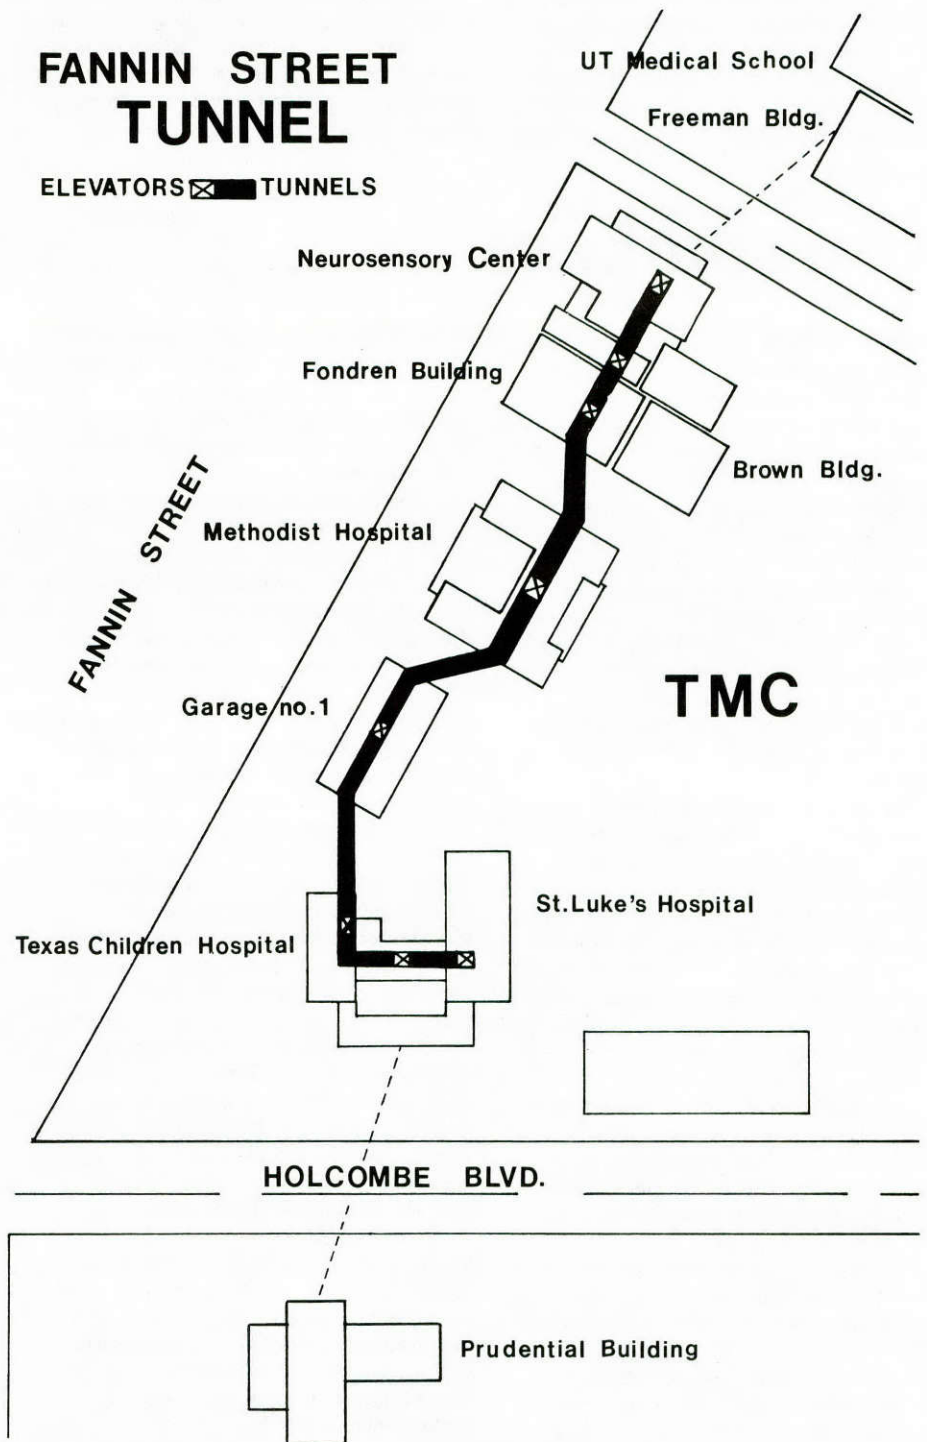 FANNIN STREET
TUNNEL
ELEVATORS TUNNELS
UT Medical School
Freeman Bldg.
Neurosensory Center
Fondren Building
Brown Bldg.
FANNIN STREET
Methodist Hospital
TMC
Garage no.1
St.Luke's Hospital
Texas Children Hospital
HOLCOMBE BLVD.
Prudential Building